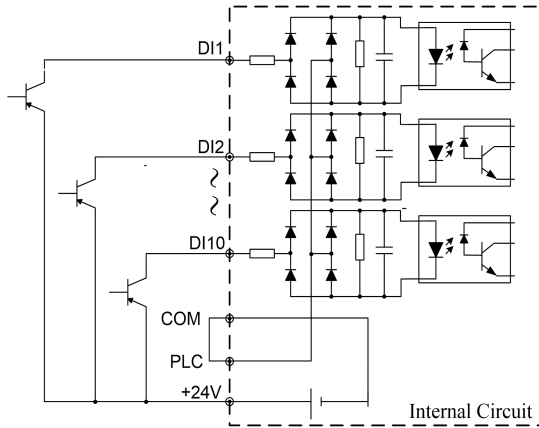 DI1
DI2
DI10
COM
PLC
+24V
Internal Circuit